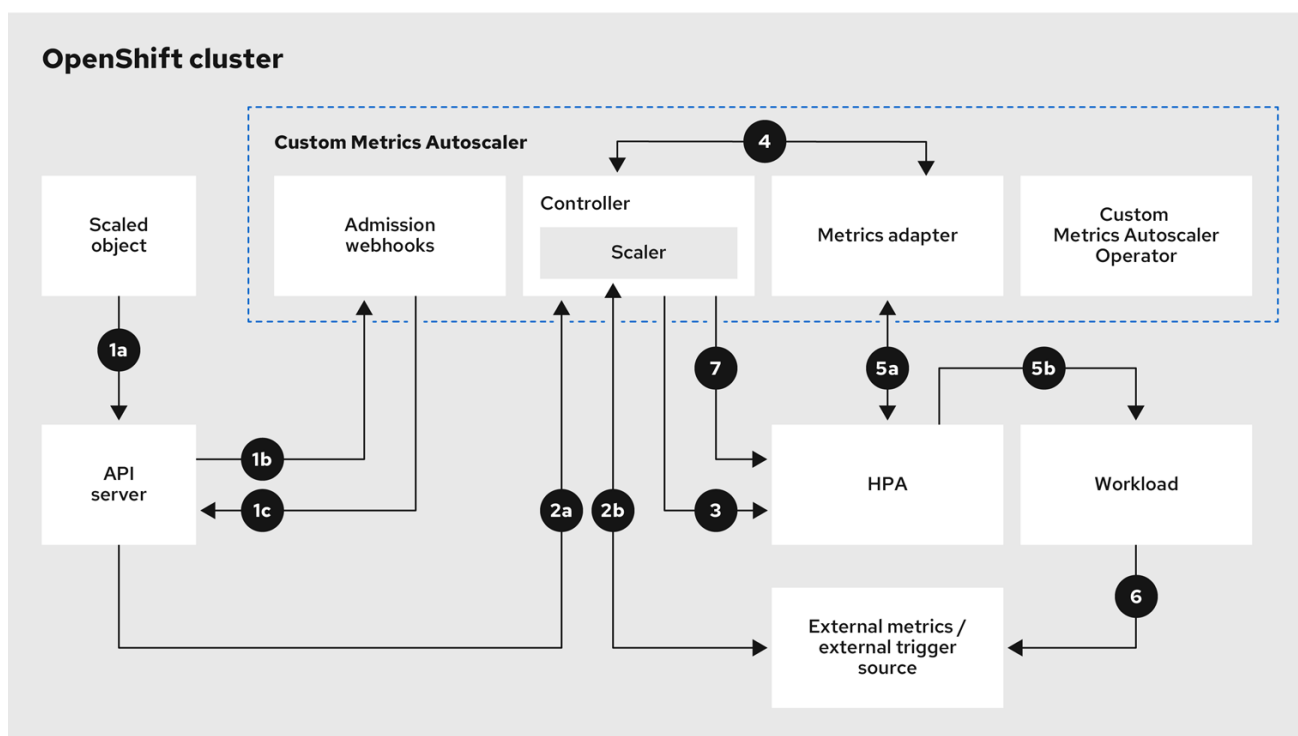 OpenShift cluster
Custom Metrics Autoscaler
4
Scaled
object
Admission
webhooks
Controller
Scaler
Metrics adapter
Custom
Metrics Autoscaler
Operator
1a
7
5a
5b
API
server
1b
1c
2a
2b
3
HPA
Workload
6
External metrics /
external trigger
source